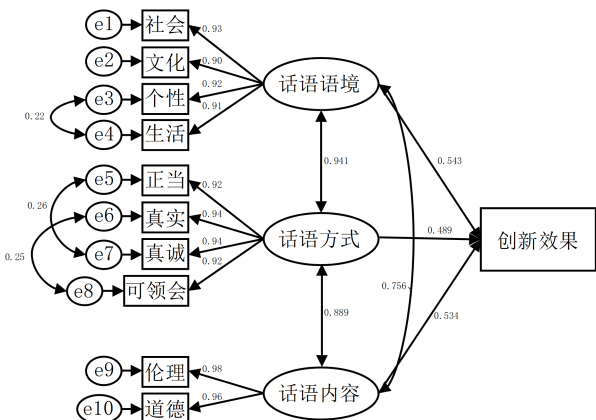 e1 社会 0.93
e2 文化 0.90
e3 个性 0.92
e4 生活 0.91
0.22
话语语境
e5 正当 0.92
e6 真实 0.94
e7 真诚 0.94
e8 可领会 0.92
0.26
0.25
话语方式
e9 伦理 0.98
e10 道德 0.96
话语内容
0.941
0.889
0.756
0.543
0.489
0.534
创新效果